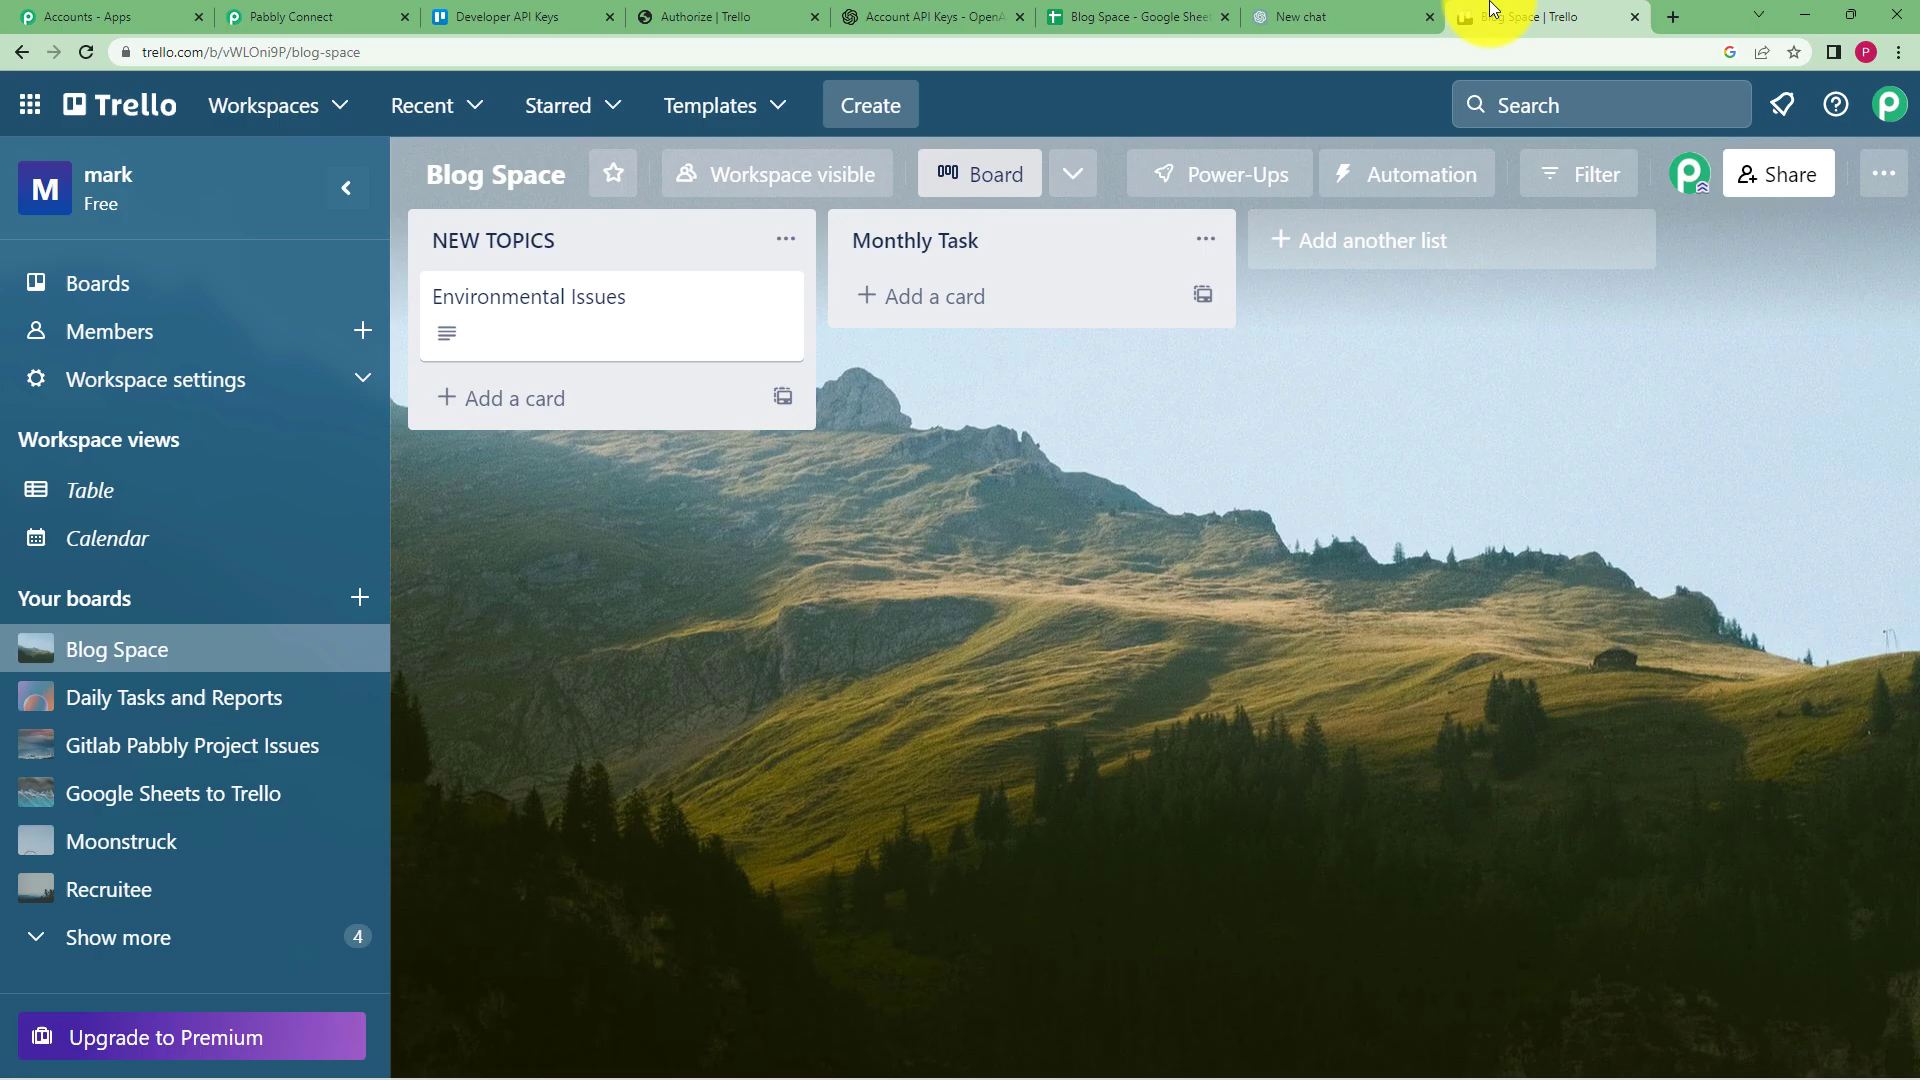 Accounts - Apps
Pabbly Connect
Developer API Keys
Authorize | Trello
Account API Keys - OpenA
Blog Space - Google Sheet
New chat
Space | Trello
trello.com/b/vWLOni9P/blog-space
P
Trello
Workspaces
Recent
Starred
Templates
Create
Search
M
mark
Free
Blog Space
Workspace visible
Board
Power-Ups
Automation
Filter
Share
Boards
Members
Workspace settings
Workspace views
Table
Calendar
Your boards
Blog Space
Daily Tasks and Reports
Gitlab Pabbly Project Issues
Google Sheets to Trello
Moonstruck
Recruitee
Show more
4
Upgrade to Premium
NEW TOPICS
Environmental Issues
Add a card
Monthly Task
Add a card
Add another list